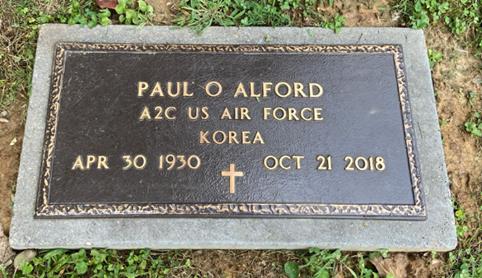 PAUL O ALFORD
A2C US AIR FORCE
KOREA
APR 30 1930 OCT 21 2018